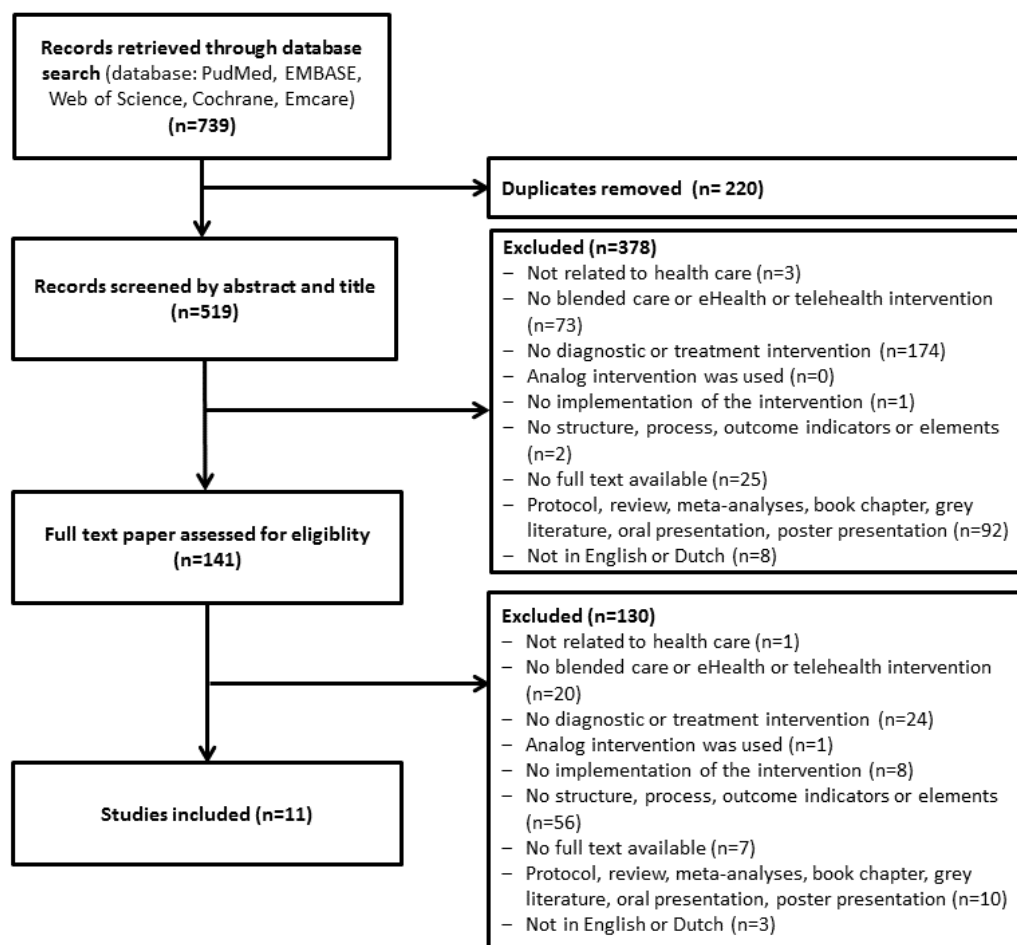 Records retrieved through database
search (database: PudMed, EMBASE,
Web of Science, Cochrane, Emcare)
(n=739)
Duplicates removed (n= 220)
Records screened by abstract and title
(n=519)
Excluded (n=378)
– Not related to health care (n=3)
– No blended care or eHealth or telehealth intervention
(n=73)
– No diagnostic or treatment intervention (n=174)
– Analog intervention was used (n=0)
– No implementation of the intervention (n=1)
– No structure, process, outcome indicators or elements
(n=2)
– No full text available (n=25)
– Protocol, review, meta-analyses, book chapter, grey
literature, oral presentation, poster presentation (n=92)
– Not in English or Dutch (n=8)
Full text paper assessed for eligiblity
(n=141)
Excluded (n=130)
– Not related to health care (n=1)
– No blended care or eHealth or telehealth intervention
(n=20)
– No diagnostic or treatment intervention (n=24)
– Analog intervention was used (n=1)
– No implementation of the intervention (n=8)
– No structure, process, outcome indicators or elements
(n=56)
– No full text available (n=7)
– Protocol, review, meta-analyses, book chapter, grey
literature, oral presentation, poster presentation (n=10)
– Not in English or Dutch (n=3)
Studies included (n=11)